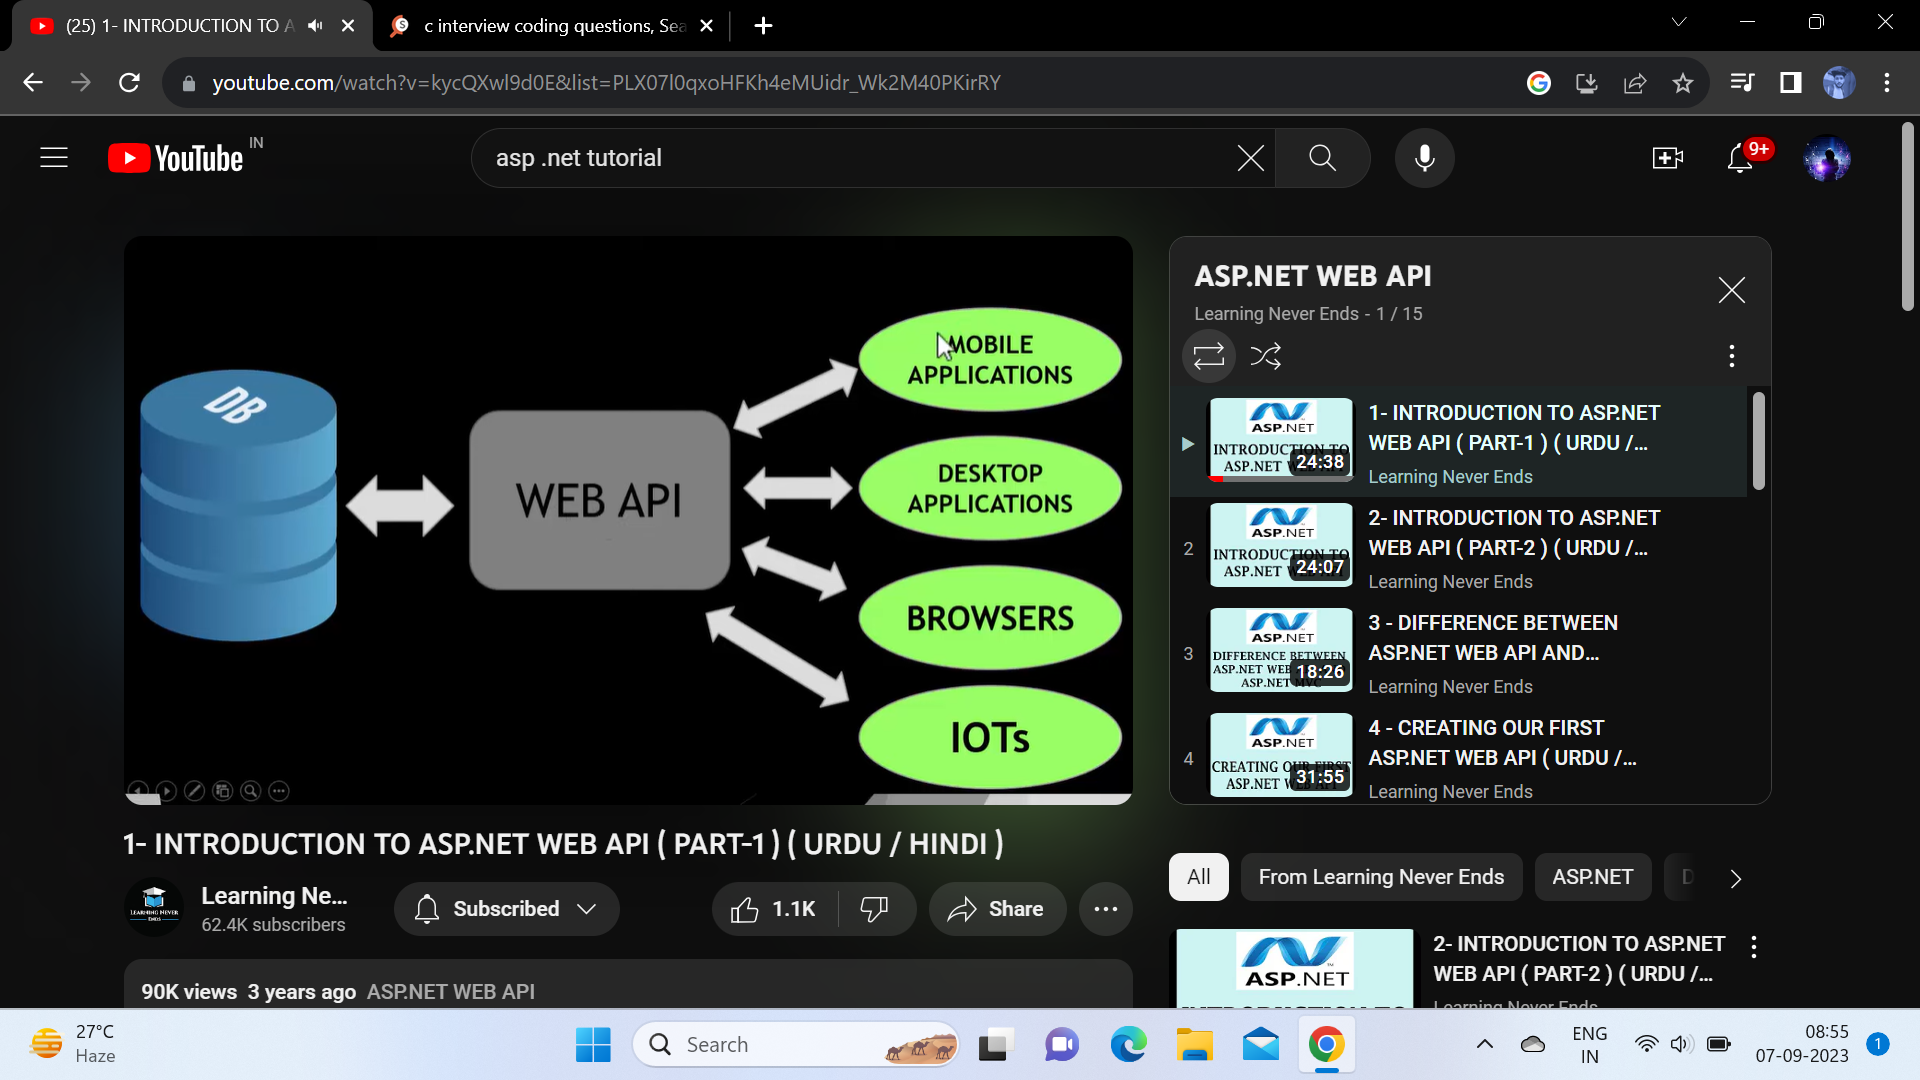 (25) 1- INTRODUCTION TO A
c interview coding questions, Sea
youtube.com/watch?v=kycQXwl9d0E&list=PLX07l0qxoHFKh4eMUidr_Wk2M40PKirRY
YouTube IN
asp .net tutorial
9+
DB
WEB API
MOBILE
APPLICATIONS
DESKTOP
APPLICATIONS
BROWSERS
IOTs
1- INTRODUCTION TO ASP.NET WEB API ( PART-1 ) ( URDU / HINDI )
LEARNING NEVER
ENDS
Learning Ne...
62.4K subscribers
Subscribed
1.1K
Share
90K views 3 years ago ASP.NET WEB API
ASP.NET WEB API
Learning Never Ends - 1 / 15
ASP.NET
INTRODUCTION TO
ASP.NET
24:38
1- INTRODUCTION TO ASP.NET
WEB API ( PART-1 ) ( URDU /...
Learning Never Ends
2
ASP.NET
INTRODUCTION TO
ASP.NET
24:07
2- INTRODUCTION TO ASP.NET
WEB API ( PART-2 ) ( URDU /...
Learning Never Ends
3
ASP.NET
DIFFERENCE BETWEEN
ASP.NET WEB
ASP.NET MVC
18:26
3 - DIFFERENCE BETWEEN
ASP.NET WEB API AND...
Learning Never Ends
4
ASP.NET
CREATING OUR FIRST
ASP.NET WEB API
31:55
4 - CREATING OUR FIRST
ASP.NET WEB API ( URDU /...
Learning Never Ends
All
From Learning Never Ends
ASP.NET
D
ASP.NET
2- INTRODUCTION TO ASP.NET
WEB API ( PART-2 ) ( URDU /...
Learning Never Ends
27°C
Haze
Search
ENG
IN
08:55
07-09-2023
1